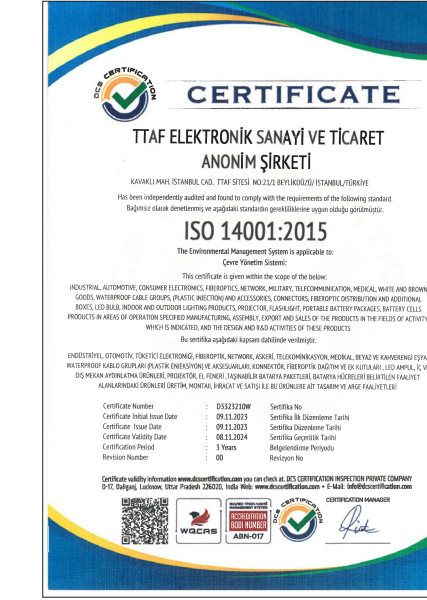 DCS CERTIFICATION
CERTIFICATE
TTAF ELEKTRONİK SANAYİ VE TİCARET
ANONİM ŞİRKETİ
KAVAKLI MAH. İSTANBUL CAD. TTAF SİTESİ NO:21/1 BEYLİKDÜZÜ/ İSTANBUL/TÜRKİYE
Has been independently audited and found to comply with the requirements of the following standard.
Bağımsız olarak denetlenmiş ve aşağıdaki standardın gerekliliklerine uygun olduğu görülmüştür.
ISO 14001:2015
The Environmental Management System is applicable to:
Çevre Yönetim Sistemi:
This certificate is given within the scope of the below:
INDUSTRIAL, AUTOMOTIVE, CONSUMER ELECTRONICS, FIBEROPTICS, NETWORK, MILITARY, TELECOMMUNICATION, MEDICAL, WHITE AND BROWN
GOODS, WATERPROOF CABLE GROUPS, (PLASTIC INJECTION) AND ACCESSORIES, CONNECTORS, FIBEROPTIC DISTRIBUTION AND ADDITIONAL
BOXES, LED BULB, INDOOR AND OUTDOOR LIGHTING PRODUCTS, PROJECTOR, FLASHLIGHT, PORTABLE BATTERY PACKAGES, BATTERY CELLS
PRODUCTS IN AREAS OF OPERATION SPECIFIED MANUFACTURING, ASSEMBLY, EXPORT AND SALES OF THE PRODUCTS IN THE FIELDS OF ACTIVITY
WHICH IS INDICATED, AND THE DESIGN AND R&D ACTIVITIES OF THESE PRODUCTS
Bu sertifika aşağıdaki kapsam dahilinde verilmiştir.
ENDÜSTRİYEL, OTOMOTİV, TÜKETİCİ ELEKTRONİĞİ, FİBEROPTİK, NETWORK, ASKERİ, TELEKOMİNİKASYON, MEDİKAL, BEYAZ VE KAHVERENGİ EŞYA
WATERPROOF KABLO GRUPLARI (PLASTİK ENJEKSİYON) VE AKSESUARLARI, KONNEKTÖR, FİBEROPTİK DAĞITIM VE EK KUTULARI , LED AMPUL, İÇ V
DIŞ MEKAN AYDINLATMA ÜRÜNLERİ, PROJEKTÖR, EL FENERİ ,TAŞINABİLİR BATARYA PAKETLERİ, BATARYA HÜCRELERİ BELİRTİLEN FAALİYET
ALANLARINDAKİ ÜRÜNLERİ ÜRETİM, MONTAJI, İHRACAT VE SATIŞI İLE BU ÜRÜNLERE AİT TASARIM VE ARGE FAALİYETLERİ
Certificate Number : D3323210W Sertifika No
Certificate Initial Issue Date : 09.11.2023 Sertifika İlk Düzenleme Tarihi
Certificate Issue Date : 09.11.2023 Sertifika Düzenleme Tarihi
Certificate Validity Date : 08.11.2024 Sertifika Geçerlilik Tarihi
Certification Period : 3 Years Belgelendirme Periyodu
Revision Number : 00 Revizyon No
Certificate validity information www.dcscertification.com you can check at. DCS CERTIFICATION INSPECTION PRIVATE COMPANY
D-17, Daliganj, Lucknow, Uttar Pradesh 226020, India Web: www.dcscertification.com • E-Mail: info@dcscertification.com
WQCAS
MANAGEMENT SYSTEM
ACCREDITATION
BODI NUMBER
ABN-017
DCS CERTIFICATION
CERTIFICATION MANAGER